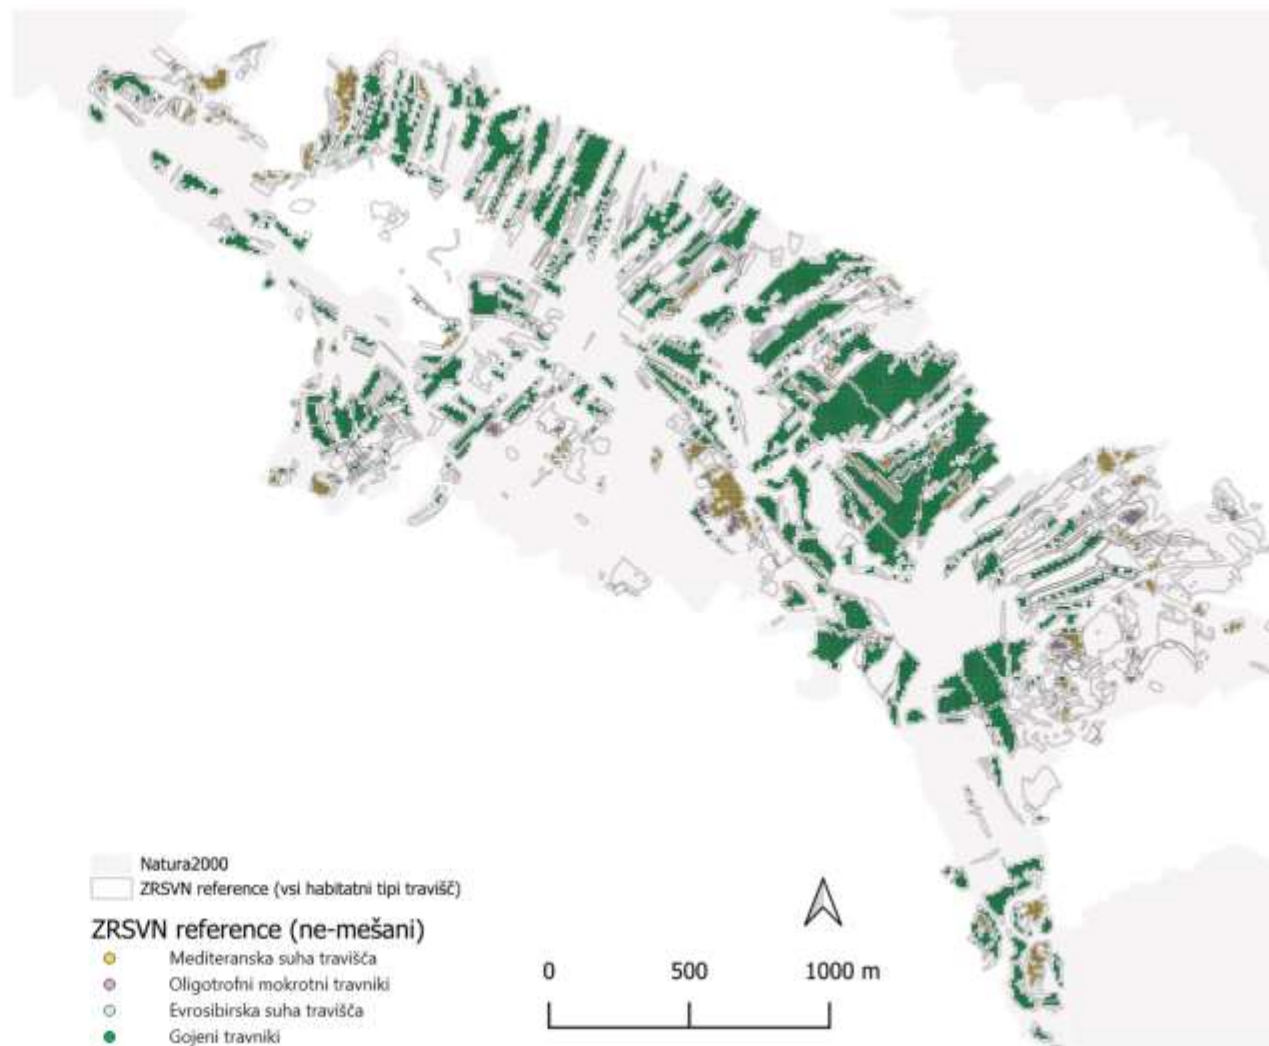 Natura2000
ZRSVN reference (vsi habitatni tipi travišč)
ZRSVN reference (ne-mešani)
Mediteranska suha travišča
Oligotrofni mokrotni travniki
Evrosibirska suha travišča
Gojeni travniki
0 500 1000 m